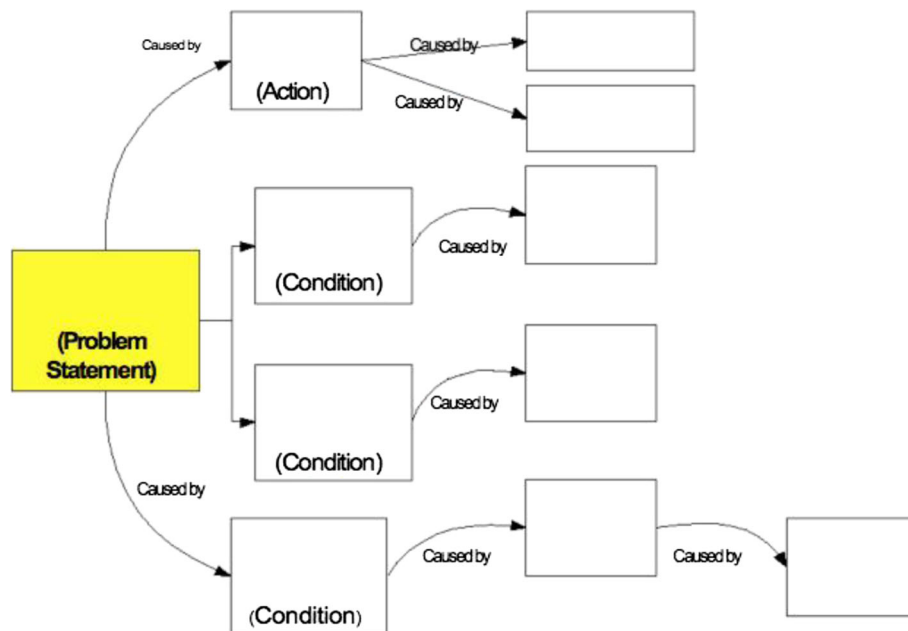 Caused by
(Action)
Caused by
Caused by
(Condition)
Caused by
(Problem
Statement)
(Condition)
Caused by
Caused by
(Condition)
Caused by
Caused by